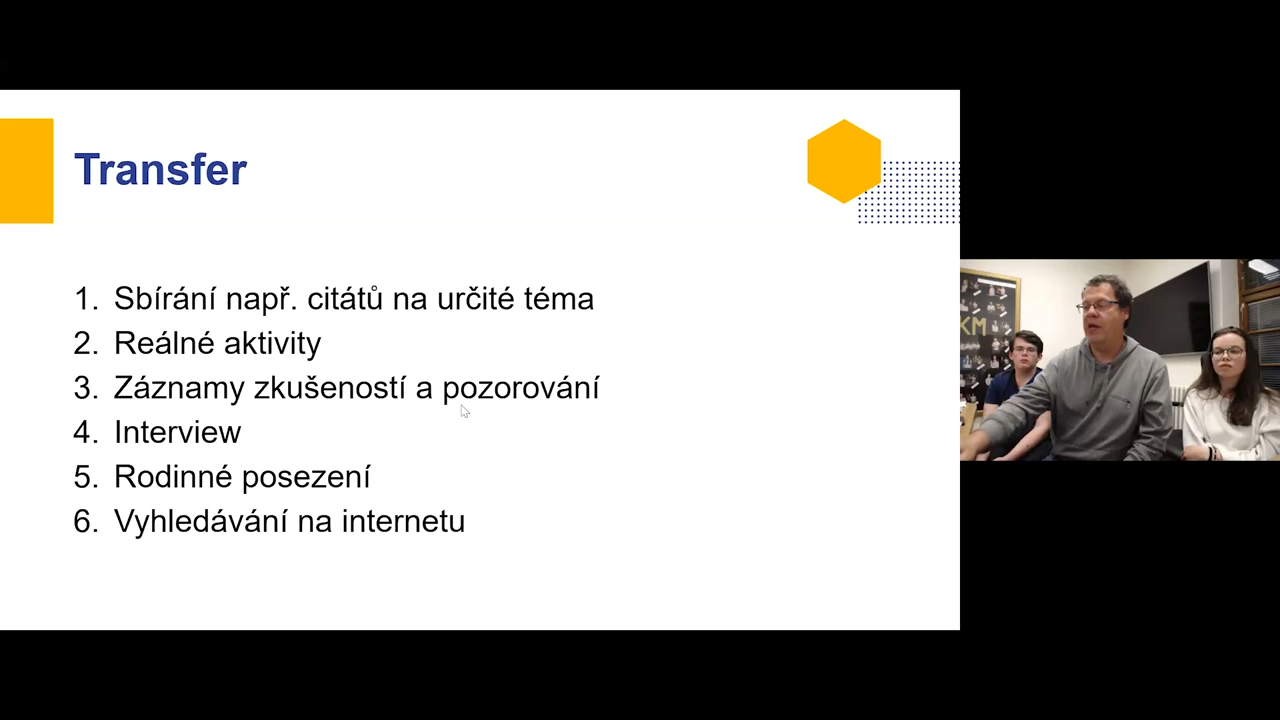 Transfer
1. Sbírání např. citátů na určité téma
2. Reálné aktivity
3. Záznamy zkušeností a pozorování
4. Interview
5. Rodinné posezení
6. Vyhledávání na internetu
KM